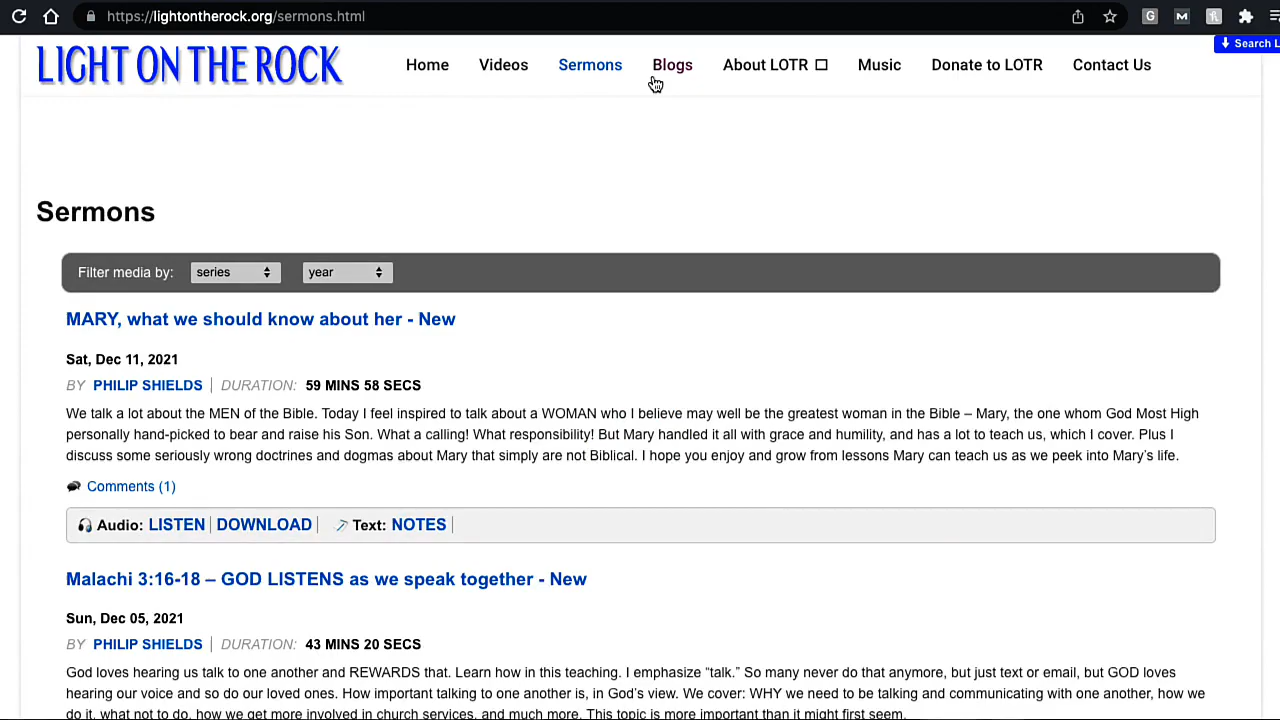 https://lightontherock.org/sermons.html
G M
LIGHT ON THE ROCK Home Videos Sermons Blogs About LOTR Music Donate to LOTR Contact Us
Search L
Sermons
Filter media by: series year
MARY, what we should know about her - New
Sat, Dec 11, 2021
BY PHILIP SHIELDS | DURATION: 59 MINS 58 SECS
We talk a lot about the MEN of the Bible. Today I feel inspired to talk about a WOMAN who I believe may well be the greatest woman in the Bible – Mary, the one whom God Most High
personally hand-picked to bear and raise his Son. What a calling! What responsibility! But Mary handled it all with grace and humility, and has a lot to teach us, which I cover. Plus I
discuss some seriously wrong doctrines and dogmas about Mary that simply are not Biblical. I hope you enjoy and grow from lessons Mary can teach us as we peek into Mary's life.
Comments (1)
Audio: LISTEN | DOWNLOAD | Text: NOTES |
Malachi 3:16-18 – GOD LISTENS as we speak together - New
Sun, Dec 05, 2021
BY PHILIP SHIELDS | DURATION: 43 MINS 20 SECS
God loves hearing us talk to one another and REWARDS that. Learn how in this teaching. I emphasize “talk.” So many never do that anymore, but just text or email, but GOD loves
hearing our voice and so do our loved ones. How important talking to one another is, in God's view. We cover: WHY we need to be talking and communicating with one another, how we
do it, what not to do, how we get more involved in church services, and much more. This topic is more important than it might first seem.